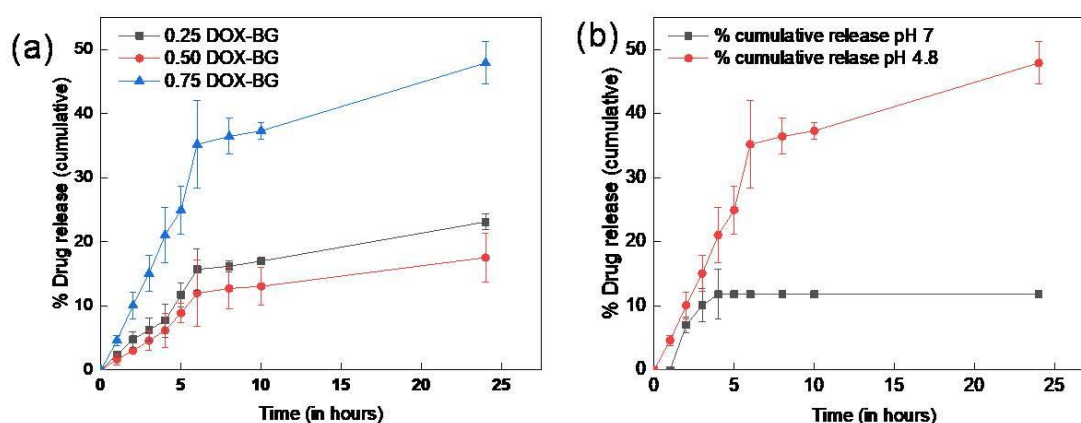 (a)
0.25 DOX-BG
0.50 DOX-BG
0.75 DOX-BG
50
40
30
20
10
0
% Drug release (cumulative)
0 5 10 15 20 25
Time (in hours)
(b)
% cumulative release pH 7
% cumulative relase pH 4.8
50
40
30
20
10
0
% Drug release (cumulative)
0 5 10 15 20 25
Time (in hours)